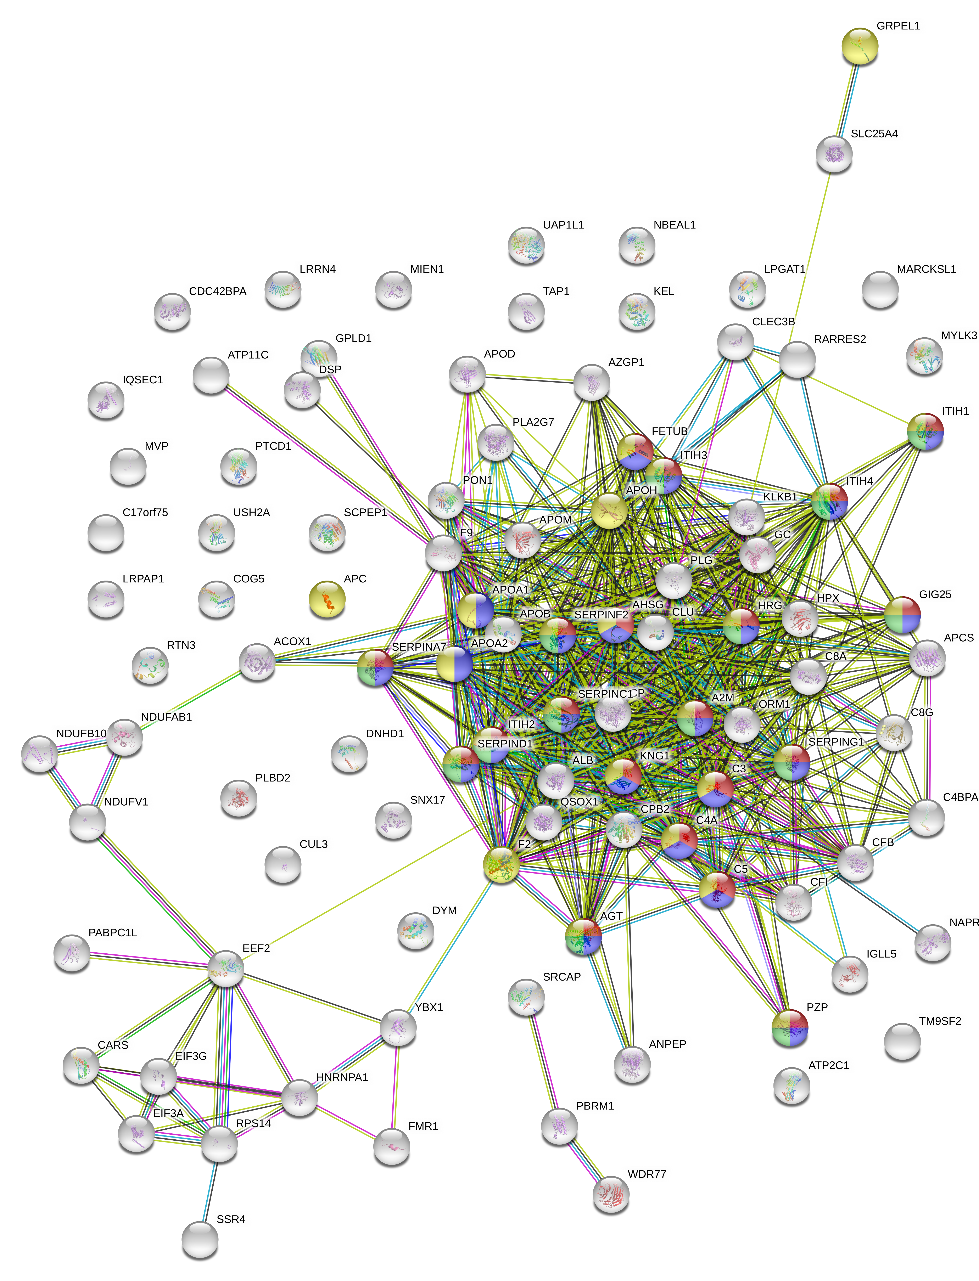 GRPEL1
SLC25A4
UAP1L1
NBEAL1
LRRN4
MIEN1
LPGAT1
MARCKSL1
CDC42BPA
TAP1
KEL
CLEC3B
RARRES2
MYLK3
GPLD1
ATP11C
DSP
APOD
AZGP1
IQSEC1
ITIH1
PLA2G7
FETUB
MVP
PTCD1
ITIH3
ITIH4
PON1
APOH
KLKB1
C17orf75
USH2A
SCPEP1
F9
APOM
GC
PLG
LRPAP1
COG5
APC
APOA1
APOB
SERPINF2
AHSG
CLU
HRG
HPX
GIG25
RTN3
ACOX1
SERPINA7
APOA2
APCS
C8A
SERPINC1
A2M
ORM1
C8G
NDUFAB1
NDUFB10
DNHD1
ITIH2
SERPIND1
ALB
KNG1
C3
SERPING1
PLBD2
SNX17
QSOX1
CPB2
C4A
C4BPA
NDUFV1
CUL3
F2
C5
CFI
CFB
DYM
AGT
NAPR
PABPC1L
EEF2
IGLL5
SRCAP
YBX1
PZP
TM9SF2
CARS
EIF3G
HNRNPA1
ANPEP
ATP2C1
EIF3A
RPS14
FMR1
PBRM1
WDR77
SSR4